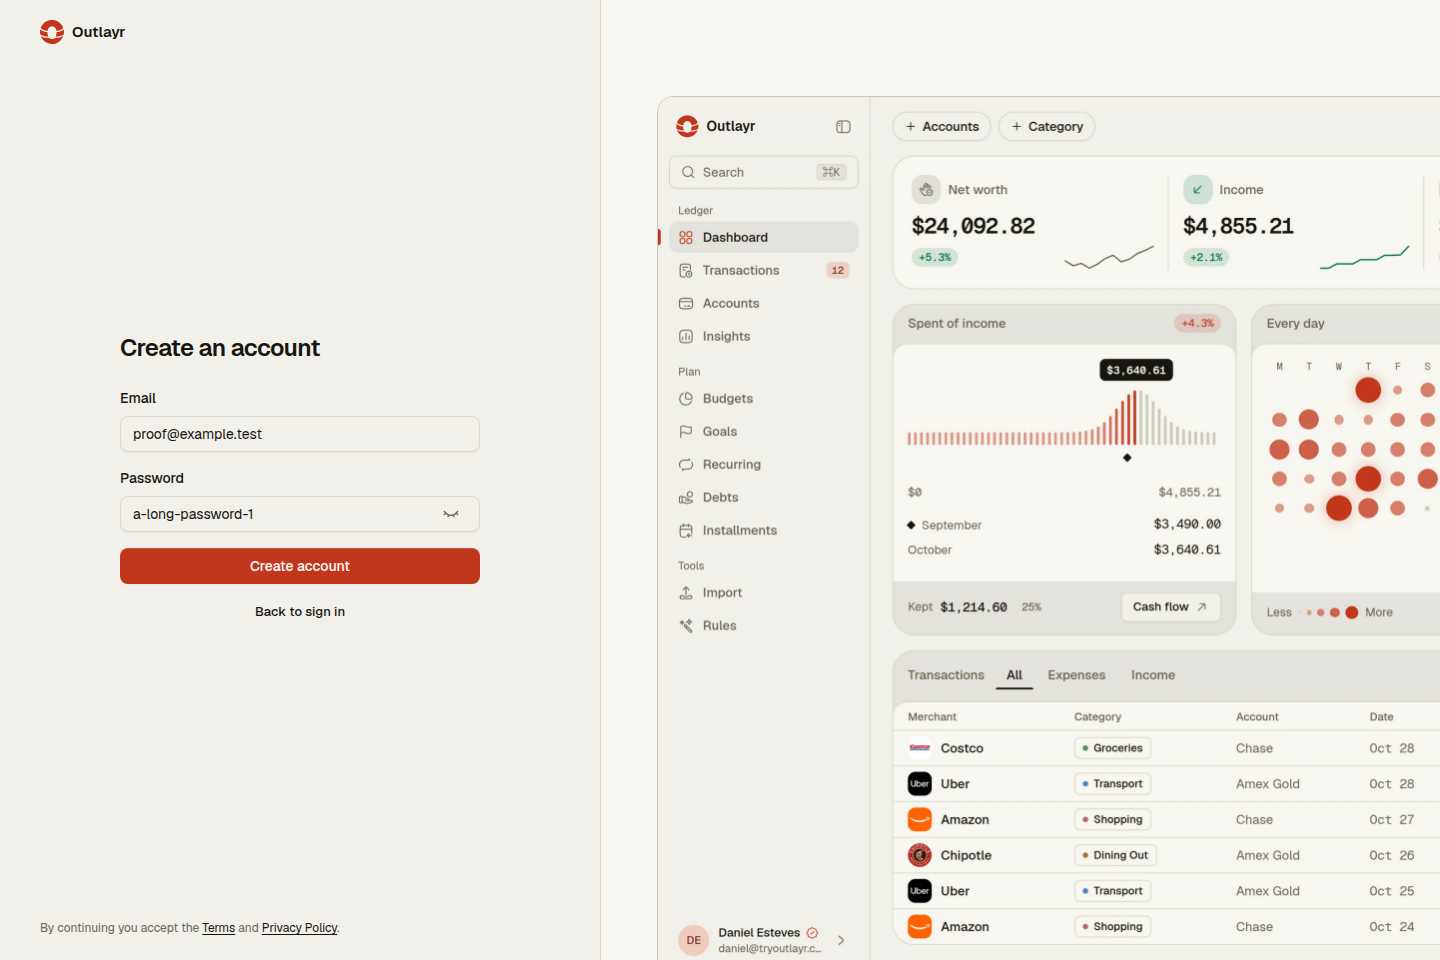 Outlayr
Create an account
Email
proof@example.test
Password
a-long-password-1
Create account
Back to sign in
By continuing you accept the Terms and Privacy Policy.
Outlayr
Search ⌘K
Ledger
Dashboard
Transactions 12
Accounts
Insights
Plan
Budgets
Goals
Recurring
Debts
Installments
Tools
Import
Rules
DE Daniel Esteves
daniel@tryoutlayr.c...
+ Accounts + Category
Net worth
$24,092.82
+5.3%
Income
$4,855.21
+2.1%
Spent of income +4.3%
$3,640.61
$0 $4,855.21
September $3,490.00
October $3,640.61
Kept $1,214.60 25% Cash flow
Every day
M T W T F S
Less More
Transactions All Expenses Income
Merchant Category Account Date
Costco Groceries Chase Oct 28
Uber Uber Transport Amex Gold Oct 28
Amazon Shopping Chase Oct 27
Chipotle Dining Out Amex Gold Oct 26
Uber Uber Transport Amex Gold Oct 25
Amazon Shopping Chase Oct 24